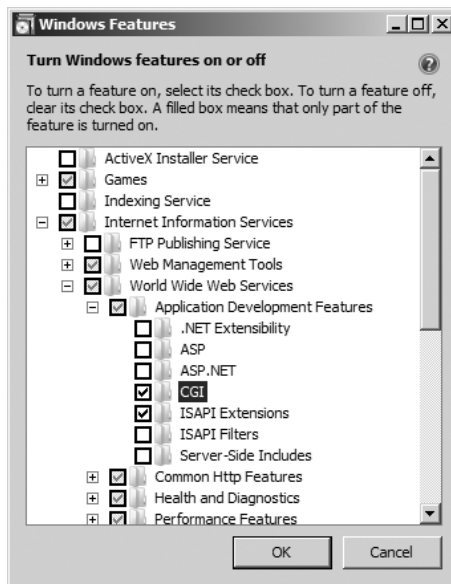 Windows Features
Turn Windows features on or off
To turn a feature on, select its check box. To turn a feature off,
clear its check box. A filled box means that only part of the
feature is turned on.
ActiveX Installer Service
Games
Indexing Service
Internet Information Services
FTP Publishing Service
Web Management Tools
World Wide Web Services
Application Development Features
.NET Extensibility
ASP
ASP.NET
CGI
ISAPI Extensions
ISAPI Filters
Server-Side Includes
Common Http Features
Health and Diagnostics
Performance Features
OK
Cancel